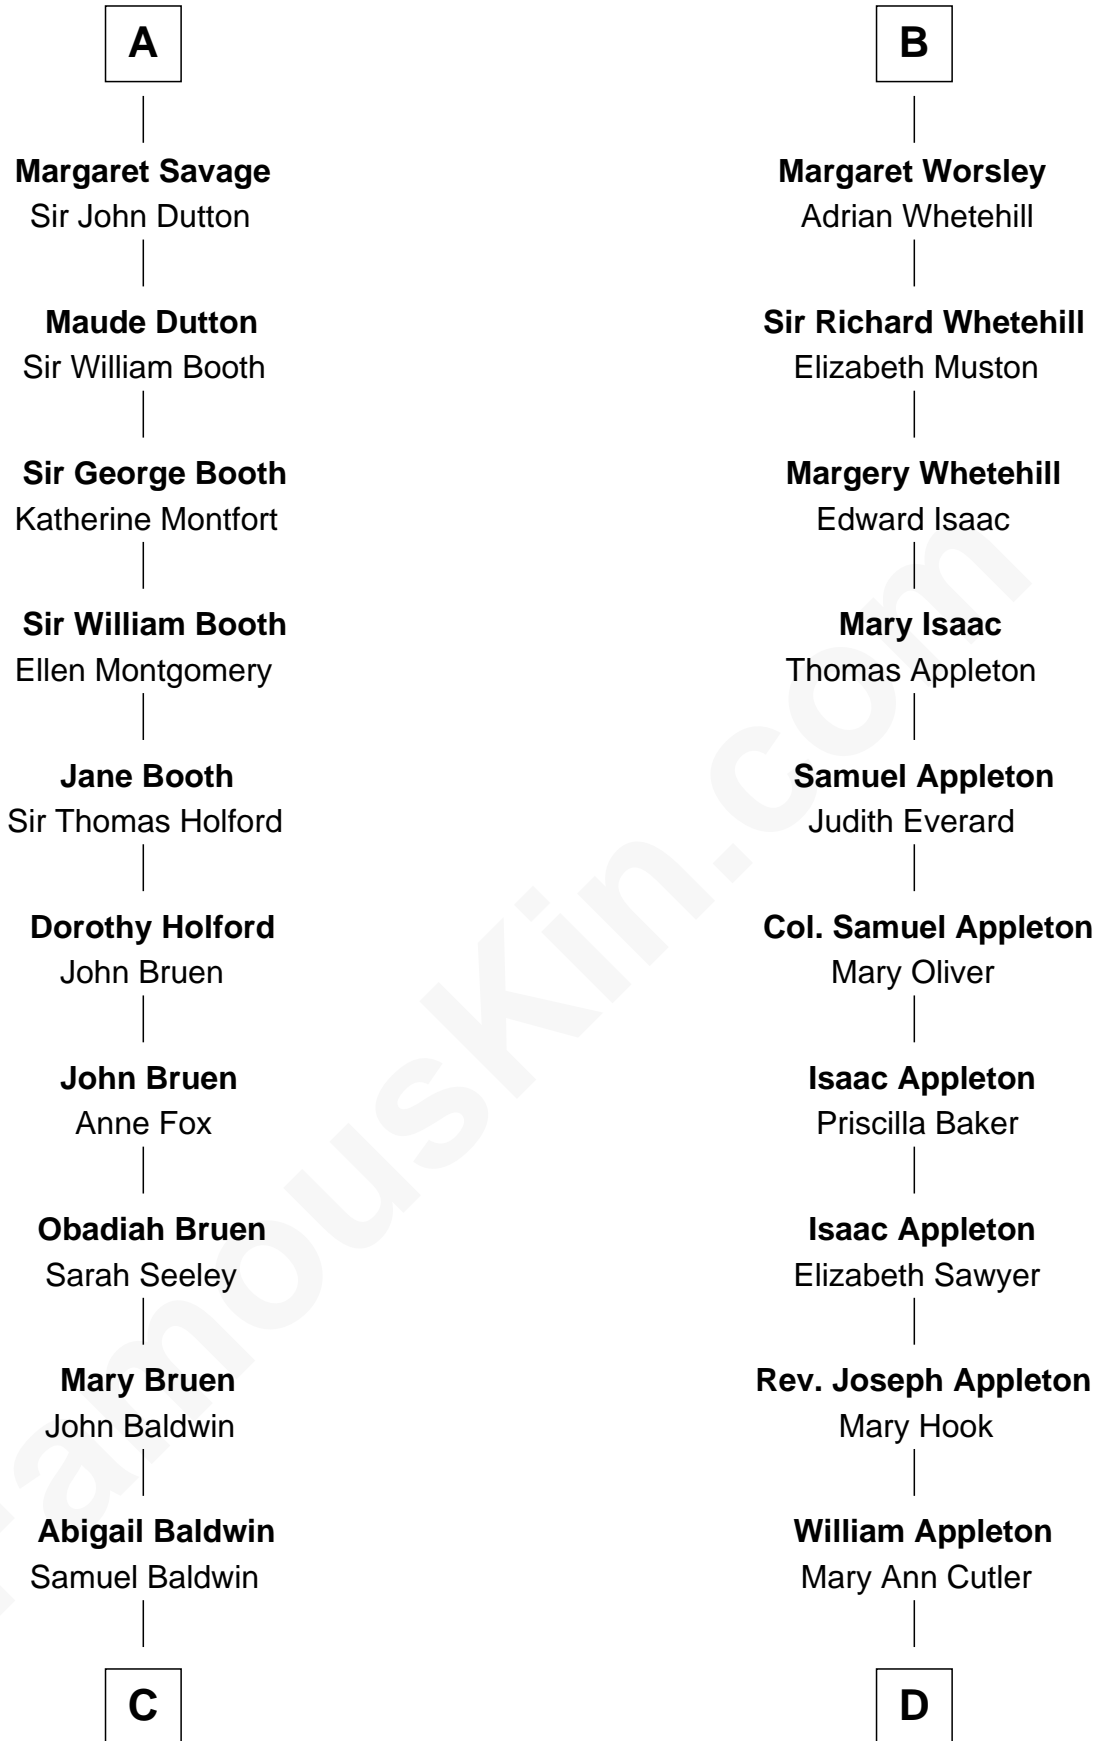 A
Margaret Savage
Sir John Dutton
Maude Dutton
Sir William Booth
Sir George Booth
Katherine Montfort
Sir William Booth
Ellen Montgomery
Jane Booth
Sir Thomas Holford
Dorothy Holford
John Bruen
John Bruen
Anne Fox
Obadiah Bruen
Sarah Seeley
Mary Bruen
John Baldwin
Abigail Baldwin
Samuel Baldwin
C
B
Margaret Worsley
Adrian Whetehill
Sir Richard Whetehill
Elizabeth Muston
Margery Whetehill
Edward Isaac
Mary Isaac
Thomas Appleton
Samuel Appleton
Judith Everard
Col. Samuel Appleton
Mary Oliver
Isaac Appleton
Priscilla Baker
Isaac Appleton
Elizabeth Sawyer
Rev. Joseph Appleton
Mary Hook
William Appleton
Mary Ann Cutler
D
FamousKin.com